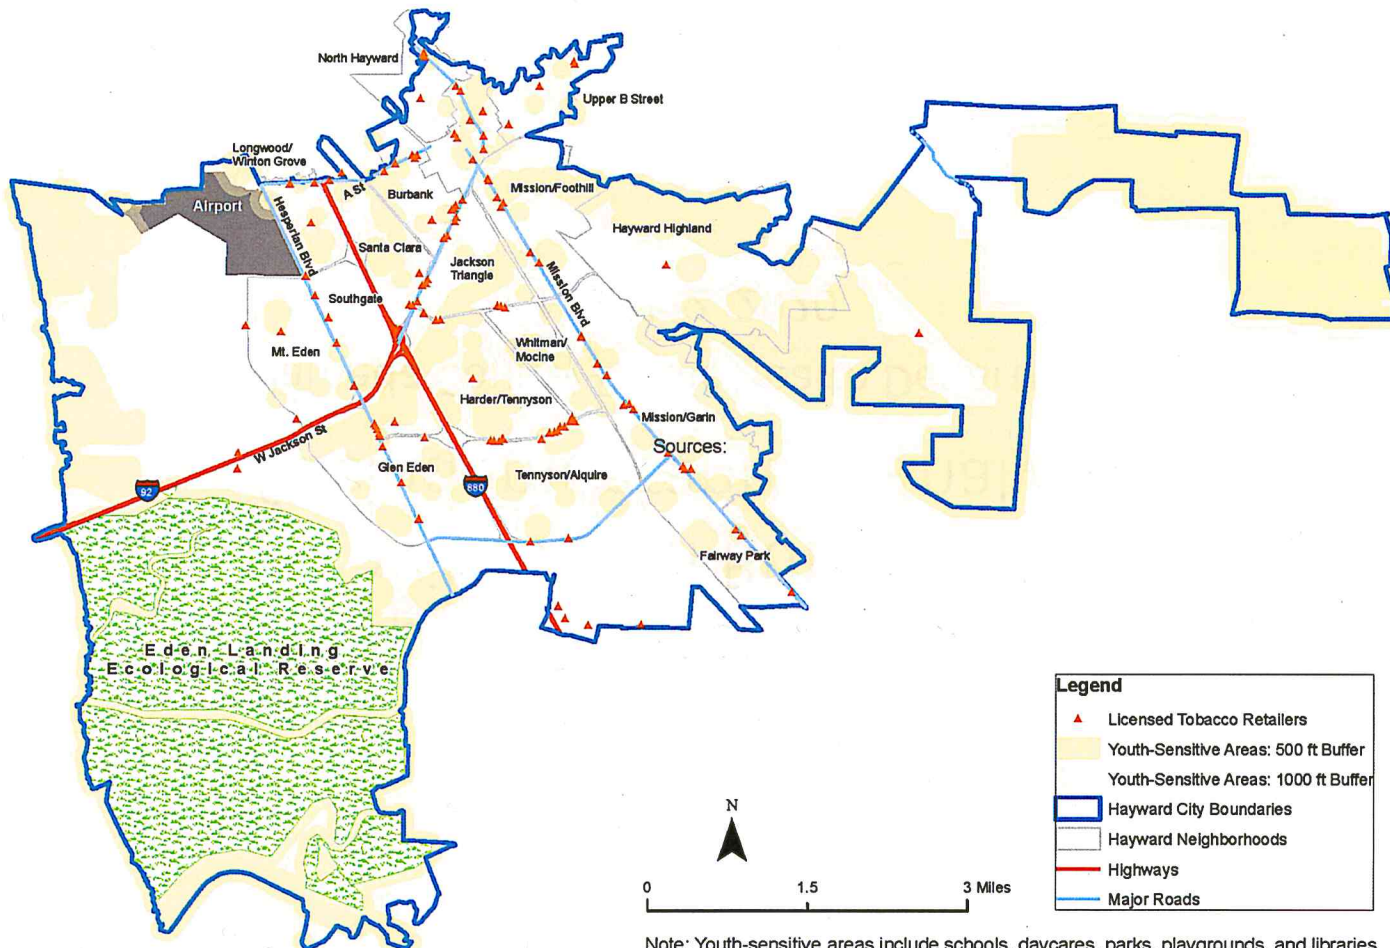 North Hayward
Upper B Street
Longwood/
Winton Grove
A St
Burbank
Mission/Foothill
Airport
Hesperian Blvd
Santa Clara
Hayward Highland
Jackson
Triangle
Mission Blvd
Southgate
Mt. Eden
Whitman/
Mocine
Harder/Tennyson
Mission/Garin
Sources:
W Jackson St
Glen Eden
Tennyson/Alquire
92
880
Fairway Park
Eden Landing
Ecological Reserve
Legend
Licensed Tobacco Retailers
Youth-Sensitive Areas: 500 ft Buffer
Youth-Sensitive Areas: 1000 ft Buffer
Hayward City Boundaries
Hayward Neighborhoods
Highways
Major Roads
N
0 1.5 3 Miles
Note: Youth-sensitive areas include schools, daycares, parks, playgrounds, and libraries